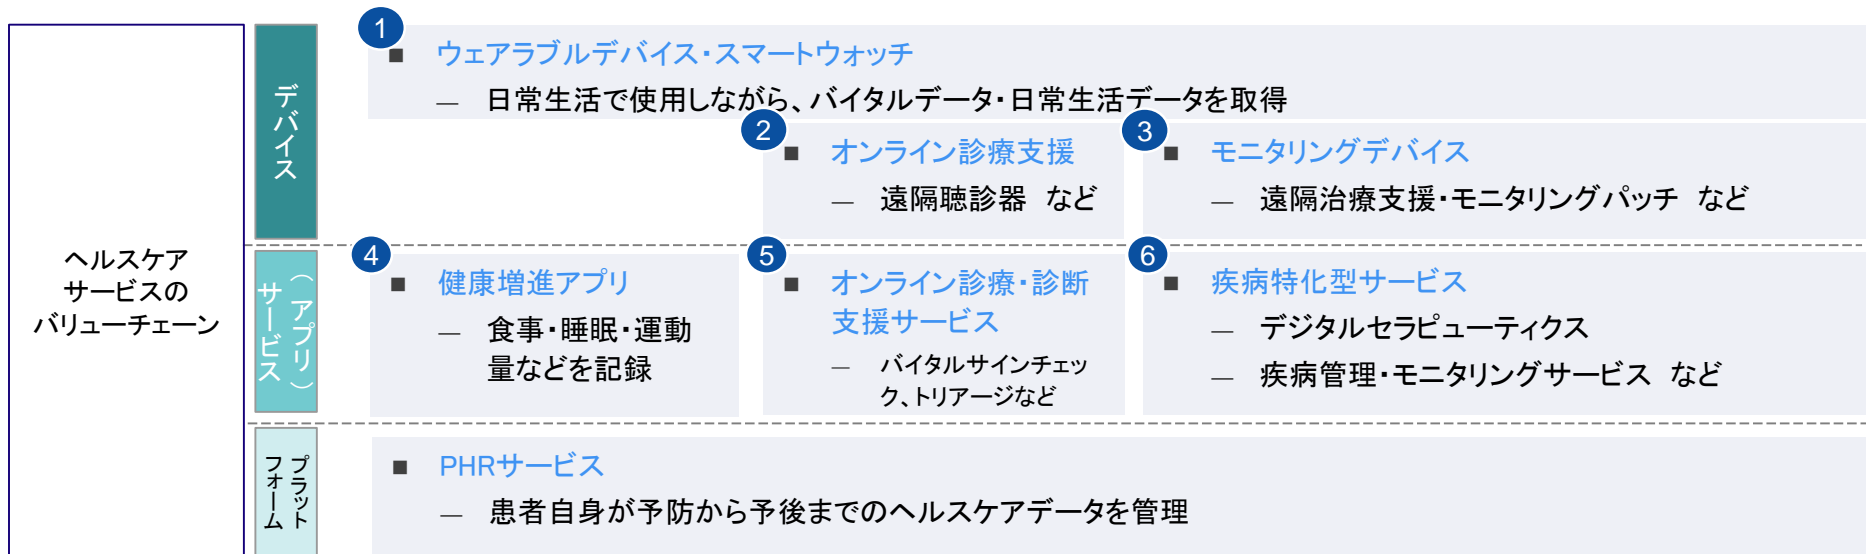 ヘルスケア
サービスの
バリューチェーン
デバイス
1
■ ウェアラブルデバイス・スマートウォッチ
— 日常生活で使用しながら、バイタルデータ・日常生活データを取得
2
■ オンライン診療支援
— 遠隔聴診器 など
3
■ モニタリングデバイス
— 遠隔治療支援・モニタリングパッチ など
サービス
（アプリ）
4
■ 健康増進アプリ
— 食事・睡眠・運動
量などを記録
5
■ オンライン診療・診断
支援サービス
— バイタルサインチェッ
ク、トリアージなど
6
■ 疾病特化型サービス
— デジタルセラピューティクス
— 疾病管理・モニタリングサービス など
プラット
フォーム
■ PHRサービス
— 患者自身が予防から予後までのヘルスケアデータを管理